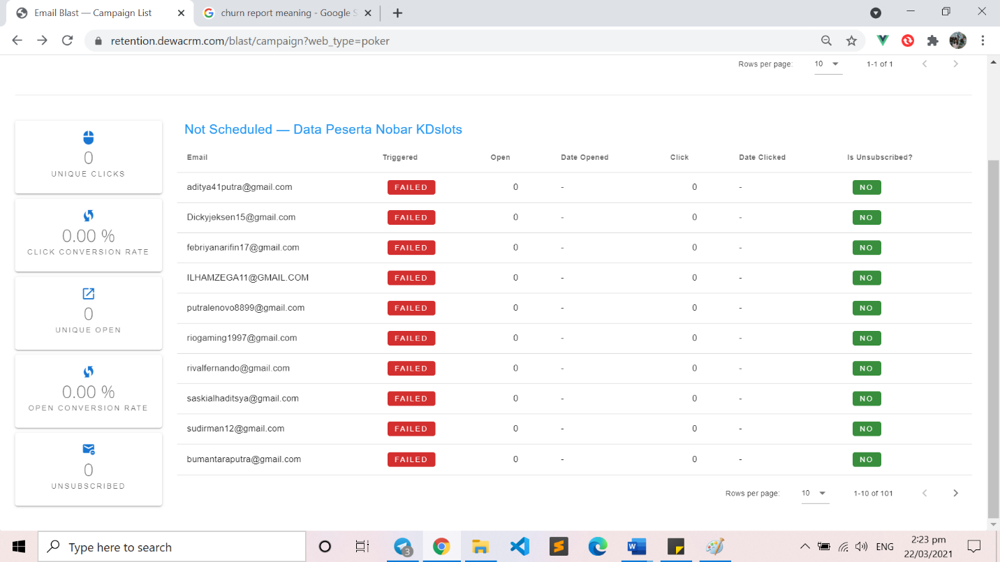 Email Blast — Campaign List
churn report meaning - Google S
retention.dewacrm.com/blast/campaign?web_type=poker
Rows per page: 10 1-1 of 1
0
UNIQUE CLICKS
0.00 %
CLICK CONVERSION RATE
0
UNIQUE OPEN
0.00 %
OPEN CONVERSION RATE
0
UNSUBSCRIBED
Not Scheduled — Data Peserta Nobar KDslots
Email Triggered Open Date Opened Click Date Clicked Is Unsubscribed?
aditya41putra@gmail.com FAILED 0 - 0 - NO
Dickyjeksen15@gmail.com FAILED 0 - 0 - NO
febriyanarifin17@gmail.com FAILED 0 - 0 - NO
ILHAMZEGA11@GMAIL.COM FAILED 0 - 0 - NO
putralenovo8899@gmail.com FAILED 0 - 0 - NO
riogaming1997@gmail.com FAILED 0 - 0 - NO
rivalfernando@gmail.com FAILED 0 - 0 - NO
saskialhaditsya@gmail.com FAILED 0 - 0 - NO
sudirman12@gmail.com FAILED 0 - 0 - NO
bumantaraputra@gmail.com FAILED 0 - 0 - NO
Rows per page: 10 1-10 of 101
Type here to search
3
ENG
2:23 pm
22/03/2021